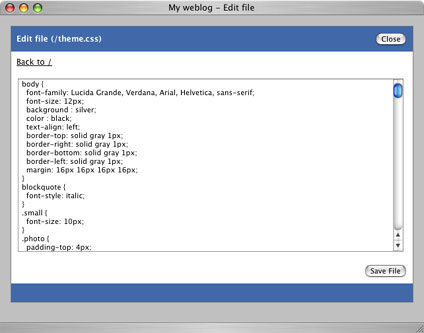 My weblog – Edit file
Edit file (/theme.css)
Close
Back to /
body {
font-family: Lucida Grande, Verdana, Arial, Helvetica, sans-serif;
font-size: 12px;
background : silver;
color : black;
text-align: left;
border-top: solid gray 1px;
border-right: solid gray 1px;
border-bottom: solid gray 1px;
border-left: solid gray 1px;
margin: 16px 16px 16px 16px;
}
blockquote {
font-style: italic;
}
.small {
font-size: 10px;
}
.photo {
padding-top: 4px;
Save File